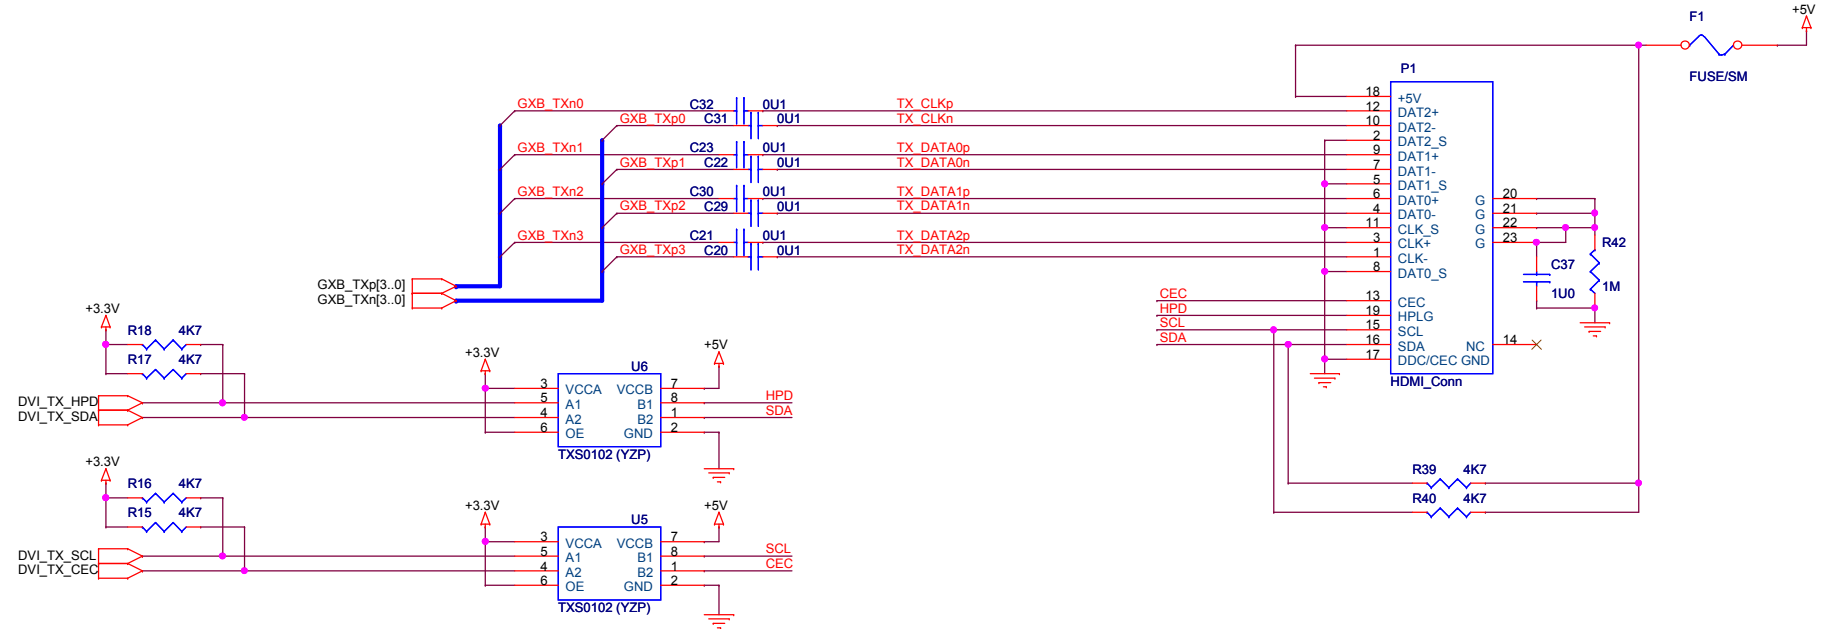 F1
+5V
FUSE/SM
P1
GXB_TXn0 C32 0U1 TX_CLKp 18 +5V
GXB_TXp0 C31 0U1 TX_CLKn 12 DAT2+
10 DAT2-
2 DAT2_S
GXB_TXn1 C23 0U1 TX_DATA0p 9 DAT1+
GXB_TXp1 C22 0U1 TX_DATA0n 7 DAT1-
5 DAT1_S
GXB_TXn2 C30 0U1 TX_DATA1p 6 DAT0+ G 20
GXB_TXp2 C29 0U1 TX_DATA1n 4 DAT0- G 21
11 CLK_S G 22
GXB_TXn3 C21 0U1 TX_DATA2p 3 CLK+ G 23
GXB_TXp3 C20 0U1 TX_DATA2n 1 CLK-
8 DAT0_S
R42
1M
C37
1U0
GXB_TXp[3..0]
GXB_TXn[3..0]
CEC 13 CEC
HPD 19 HPLG
SCL 15 SCL
SDA 16 SDA NC 14
17 DDC/CEC GND
HDMI_Conn
+3.3V
R18 4K7
R17 4K7
DVI_TX_HPD
DVI_TX_SDA
+3.3V
+5V
U6
3 VCCA VCCB 7
5 A1 B1 8 HPD
4 A2 B2 1 SDA
6 OE GND 2
TXS0102 (YZP)
+3.3V
R16 4K7
R15 4K7
DVI_TX_SCL
DVI_TX_CEC
+3.3V
+5V
U5
3 VCCA VCCB 7
5 A1 B1 8 SCL
4 A2 B2 1 CEC
6 OE GND 2
TXS0102 (YZP)
R39 4K7
R40 4K7